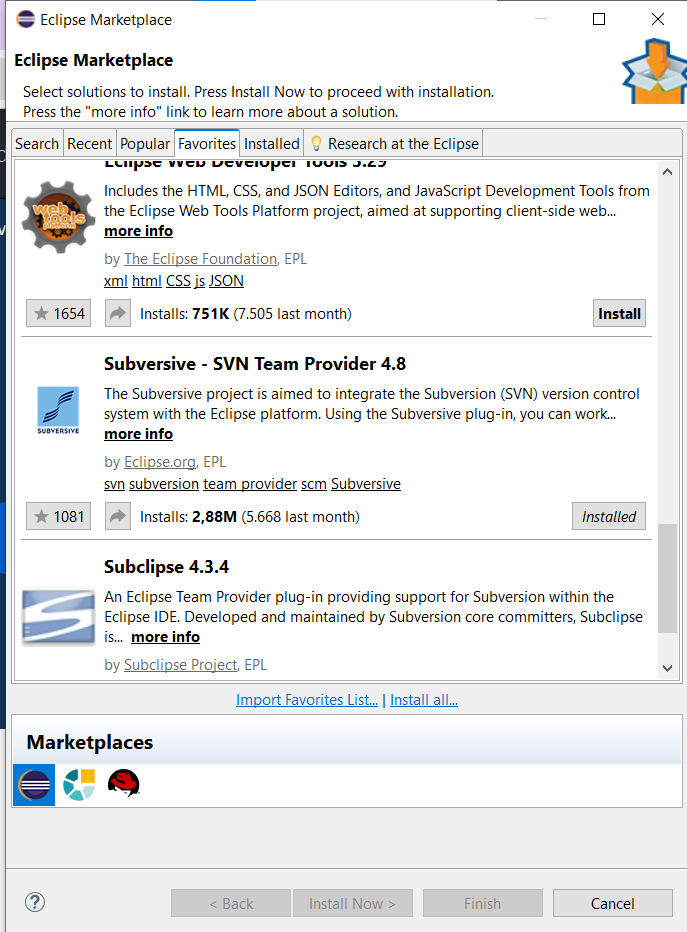 Eclipse Marketplace
Eclipse Marketplace
Select solutions to install. Press Install Now to proceed with installation.
Press the "more info" link to learn more about a solution.
Search Recent Popular Favorites Installed Research at the Eclipse
Eclipse Web Developer Tools 3.29
Includes the HTML, CSS, and JSON Editors, and JavaScript Development Tools from
the Eclipse Web Tools Platform project, aimed at supporting client-side web...
more info
web tools platform
by The Eclipse Foundation, EPL
xml html CSS js JSON
1654 Installs: 751K (7.505 last month) Install
Subversive - SVN Team Provider 4.8
The Subversive project is aimed to integrate the Subversion (SVN) version control
system with the Eclipse platform. Using the Subversive plug-in, you can work...
more info
SUBVERSIVE
by Eclipse.org, EPL
svn subversion team provider scm Subversive
1081 Installs: 2,88M (5.668 last month) Installed
Subclipse 4.3.4
An Eclipse Team Provider plug-in providing support for Subversion within the
Eclipse IDE. Developed and maintained by Subversion core committers, Subclipse
is... more info
by Subclipse Project, EPL
Import Favorites List... | Install all...
Marketplaces
? < Back Install Now > Finish Cancel